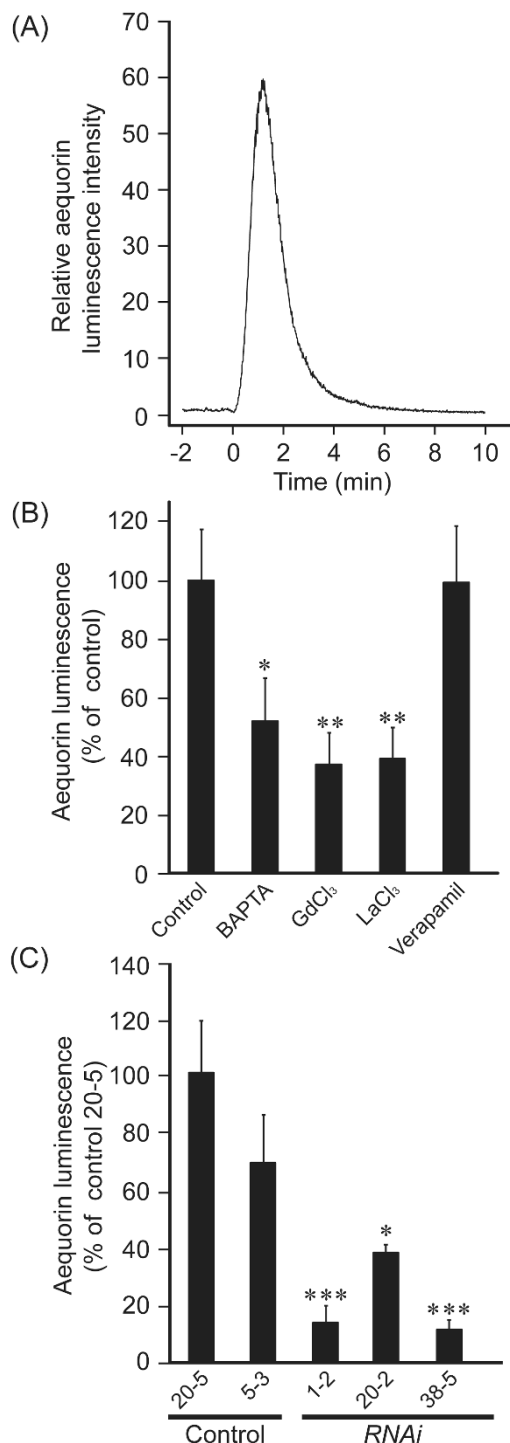 (A)
Relative aequorin
luminescence intensity
70
60
50
40
30
20
10
0
-2 0 2 4 6 8 10
Time (min)
(B)
Aequorin luminescence
(% of control)
120
100
80
60
40
20
0
*
**
**
Control
BAPTA
GdCl₃
LaCl₃
Verapamil
(C)
Aequorin luminescence
(% of control 20-5)
140
120
100
80
60
40
20
0
***
*
***
20-5
5-3
1-2
20-2
38-5
Control
RNAi